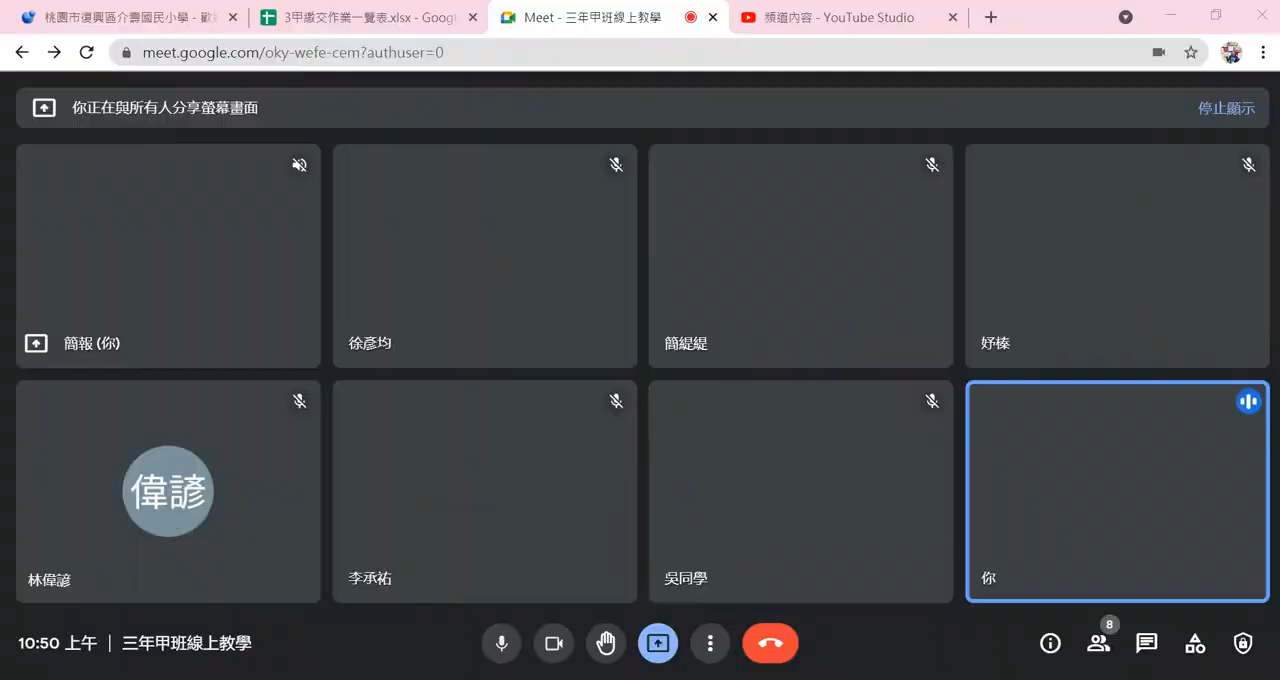 桃園市復興區介壽國民小學 - 歡
3甲繳交作業一覽表.xlsx - Goog
Meet - 三年甲班線上教學
頻道內容 - YouTube Studio
meet.google.com/oky-wefe-cem?authuser=0
你正在與所有人分享螢幕畫面
停止顯示
簡報 (你)
徐彥均
簡緹緹
妤榛
偉諺
林偉諺
李承祐
吳同學
你
8
10:50 上午 | 三年甲班線上教學